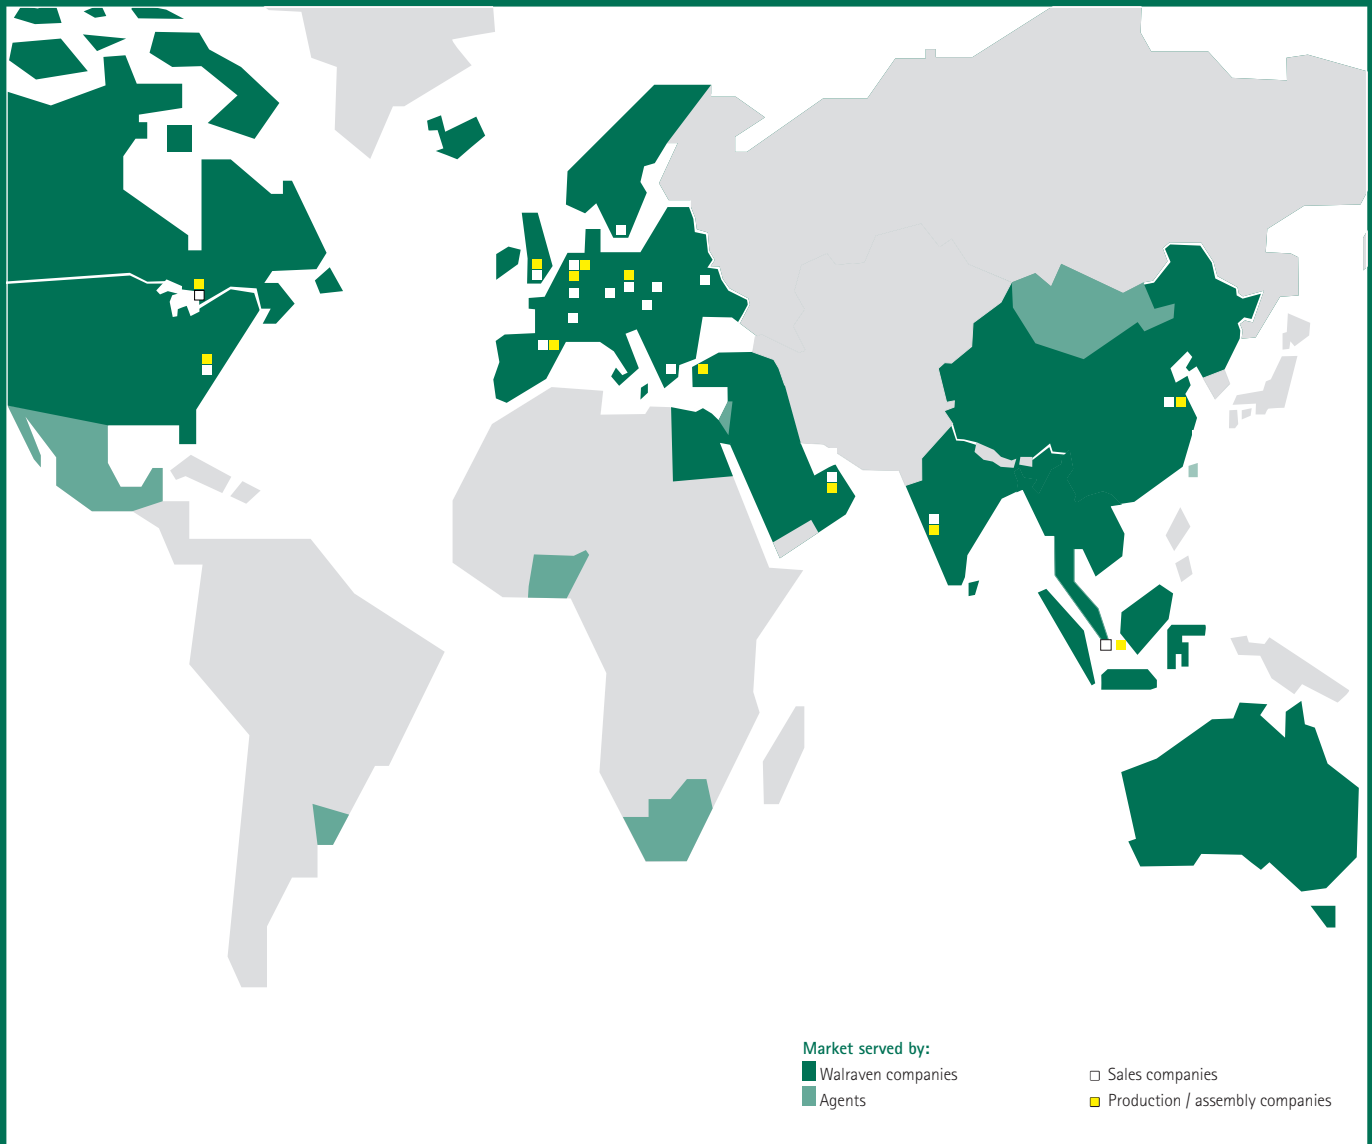 Market served by:
Walraven companies
Agents
Sales companies
Production / assembly companies